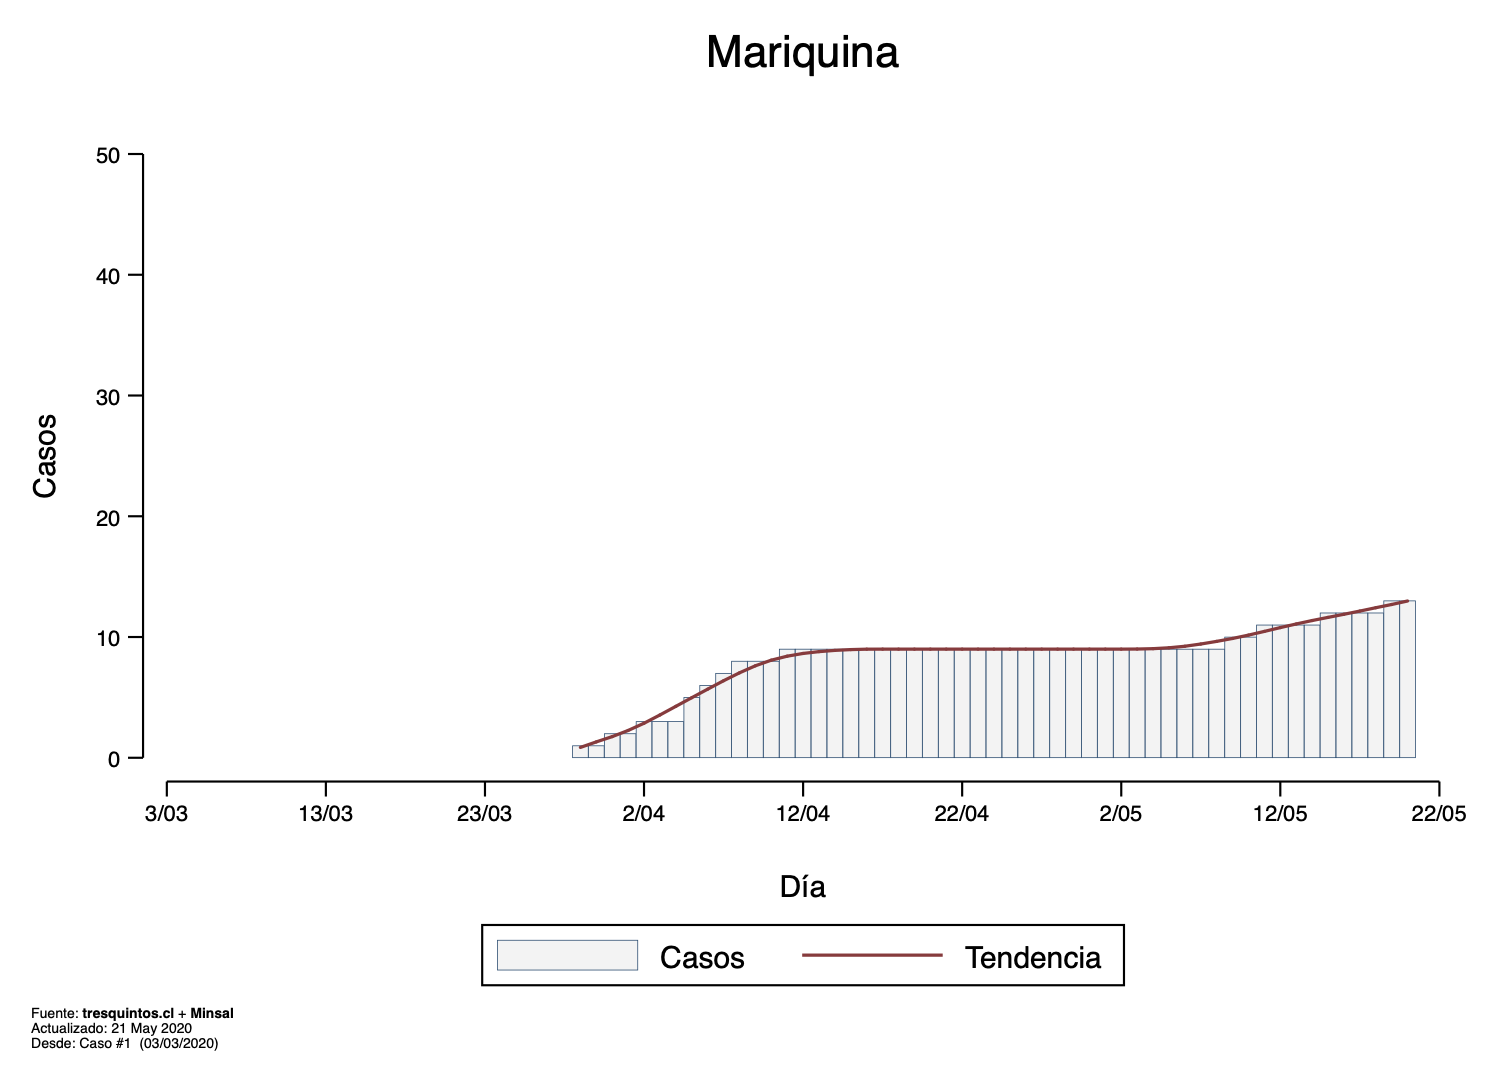 Mariquina
50
40
30
20
10
0
Casos
3/03 13/03 23/03 2/04 12/04 22/04 2/05 12/05 22/05
Día
Casos Tendencia
Fuente: tresquintos.cl + Minsal
Actualizado: 21 May 2020
Desde: Caso #1 (03/03/2020)